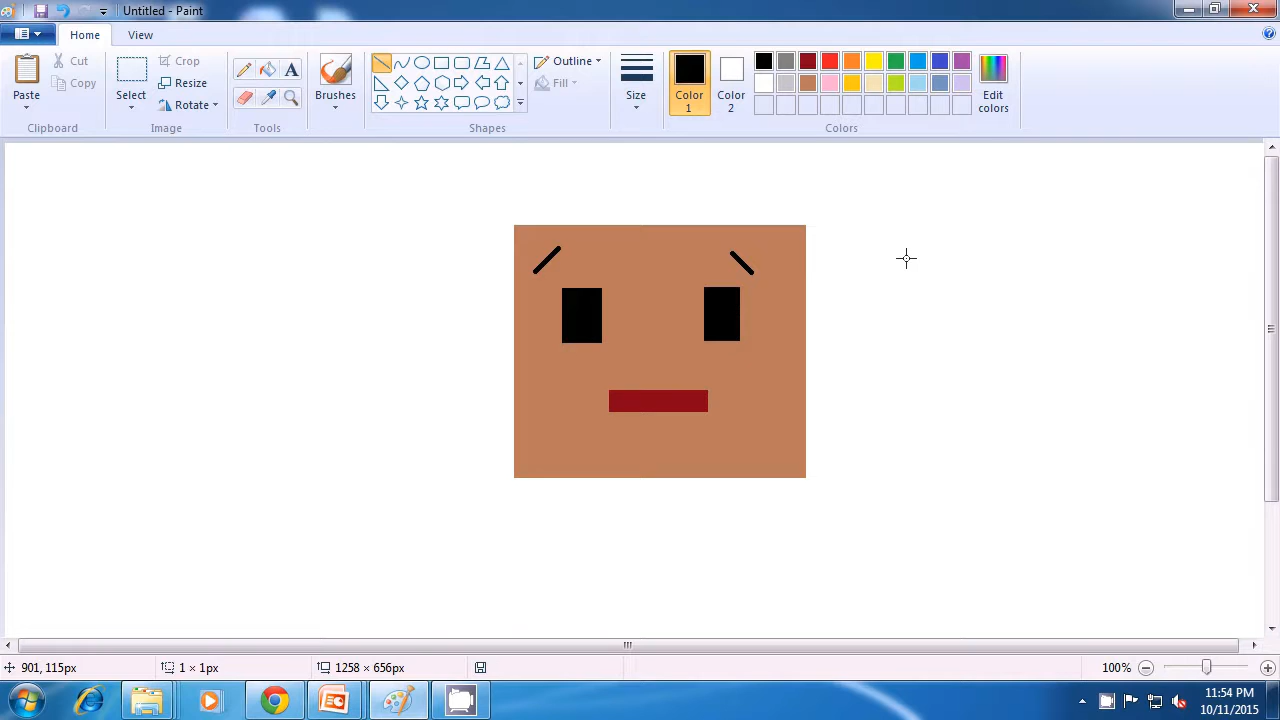 Untitled - Paint
Home View
Paste Cut Copy Clipboard
Select Crop Resize Rotate Image
A Tools
Brushes
Outline Fill Shapes
Size
Color 1 Color 2 Edit colors Colors
901, 115px 1 × 1px 1258 × 656px 100%
11:54 PM
10/11/2015